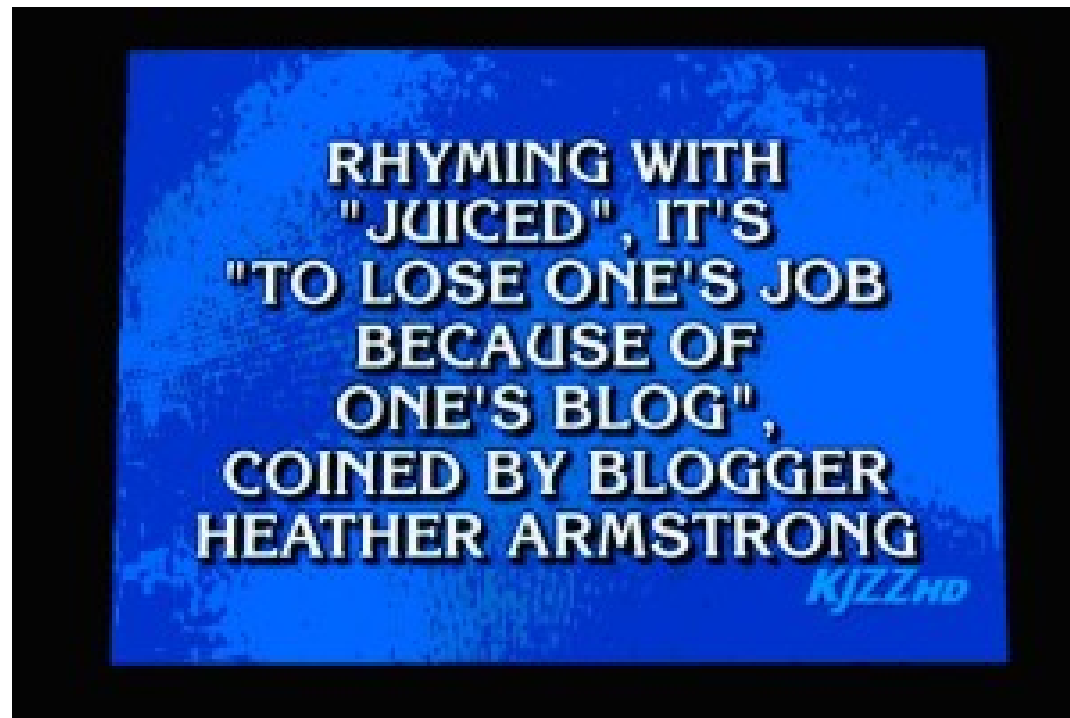 RHYMING WITH
"JUICED", IT'S
"TO LOSE ONE'S JOB
BECAUSE OF
ONE'S BLOG",
COINED BY BLOGGER
HEATHER ARMSTRONG
KJZZHD